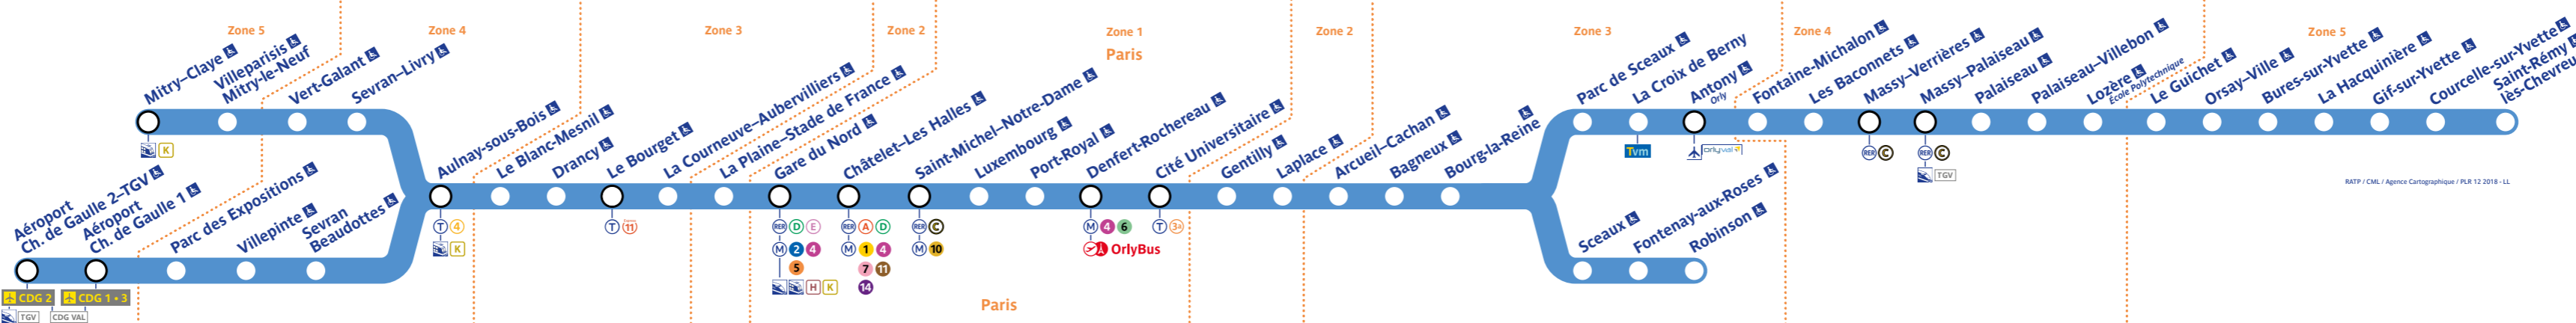 Zone 5
Zone 4
Zone 3
Zone 2
Zone 1
Paris
Zone 2
Zone 3
Zone 4
Zone 5
Mitry–Claye
Villeparisis
Mitry-le-Neuf
Vert-Galant
Sevran–Livry
K
Aéroport
Ch. de Gaulle 2–TGV
Aéroport
Ch. de Gaulle 1
Parc des Expositions
Villepinte
Sevran
Beaudottes
CDG 2
CDG 1 • 3
TGV
CDG VAL
Aulnay-sous-Bois
T 4
K
Le Blanc-Mesnil
Drancy
Le Bourget
T 11
La Courneuve–Aubervilliers
La Plaine–Stade de France
Gare du Nord
RER D E
M 2 4
5
H K
Châtelet–Les Halles
RER A D
M 1 4
7 11
14
Saint-Michel–Notre-Dame
RER C
M 10
Luxembourg
Port-Royal
Denfert-Rochereau
M 4 6
OrlyBus
Cité Universitaire
T 3a
Paris
Gentilly
Laplace
Arcueil–Cachan
Bagneux
Bourg-la-Reine
Parc de Sceaux
La Croix de Berny
Tvm
Antony
Orly
orlyval
Fontaine-Michalon
Les Baconnets
Massy–Verrières
RER C
Massy–Palaiseau
RER C
TGV
Palaiseau
Palaiseau–Villebon
Lozère
École Polytechnique
Le Guichet
Orsay–Ville
Bures-sur-Yvette
La Hacquinière
Gif-sur-Yvette
Courcelle-sur-Yvette
Saint-Rémy
lès-Chevreu
Sceaux
Fontenay-aux-Roses
Robinson
RATP / CML / Agence Cartographique / PLR 12 2018 - LL